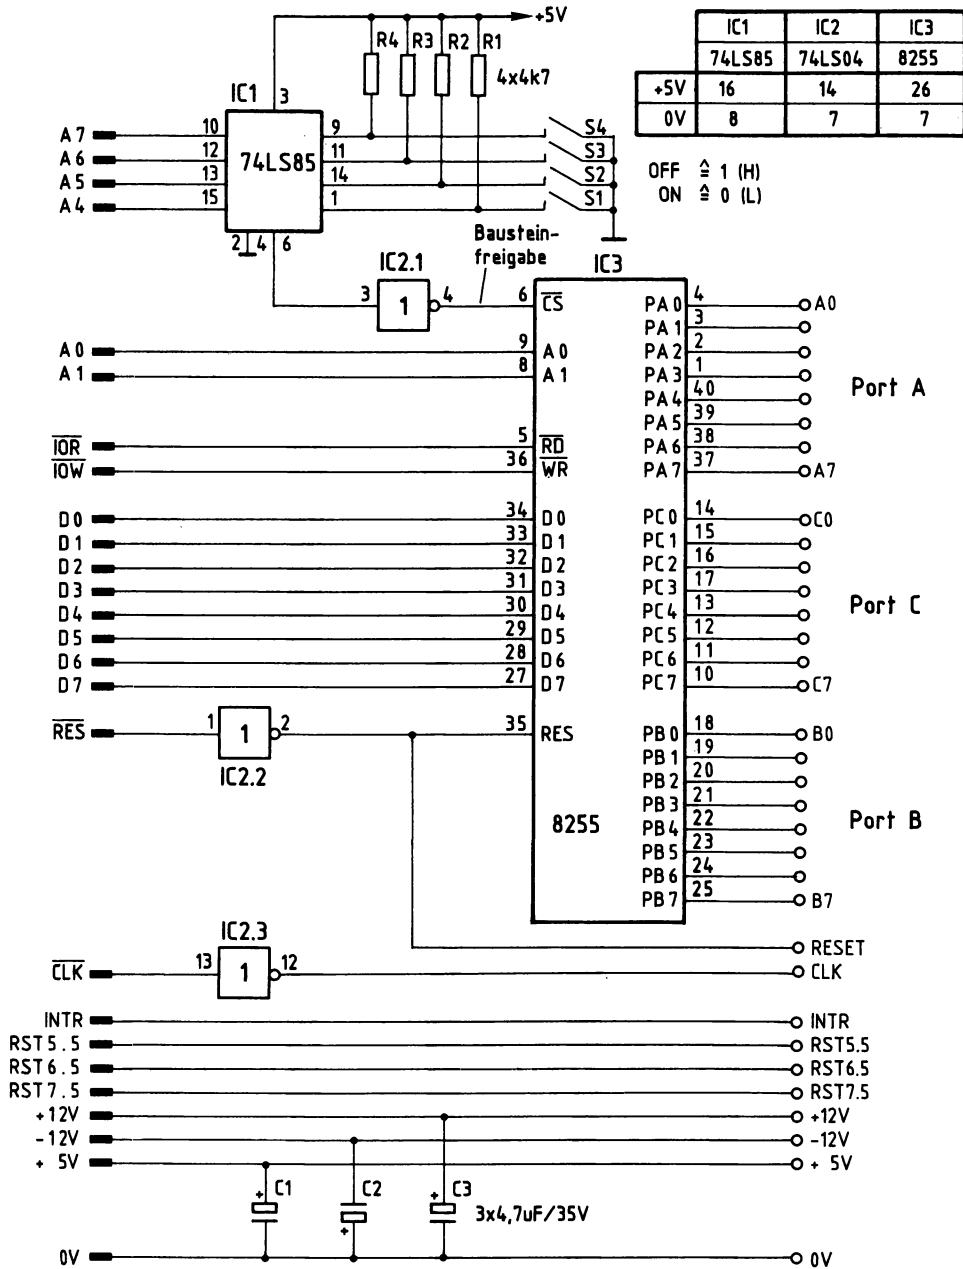 +5V
IC1 IC2 IC3
74LS85 74LS04 8255
+5V 16 14 26
0V 8 7 7
R4 R3 R2 R1
4x4k7
IC1
3
A7 10 9 S4
A6 12 11 S3
A5 13 14 S2
A4 15 1 S1
74LS85
2 4 6
OFF ≙ 1 (H)
ON ≙ 0 (L)
Baustein-
freigabe
IC2.1
IC3
3 1 4 6 C̅S̅ PA0 4 A0
PA1 3
A0 9 A0 PA2 2
A1 8 A1 PA3 1
PA4 40
PA5 39
I̅O̅R̅ 5 R̅D̅ PA6 38
I̅O̅W̅ 36 W̅R̅ PA7 37 A7
Port A
D0 34 D0 PC0 14 C0
D1 33 D1 PC1 15
D2 32 D2 PC2 16
D3 31 D3 PC3 17
D4 30 D4 PC4 13
D5 29 D5 PC5 12
D6 28 D6 PC6 11
D7 27 D7 PC7 10 C7
Port C
R̅E̅S̅ 1 1 2 35 RES PB0 18 B0
IC2.2
PB1 19
PB2 20
PB3 21
8255 PB4 22
PB5 23
PB6 24
PB7 25 B7
Port B
IC2.3
RESET
C̅L̅K̅ 13 1 12 CLK
INTR INTR
RST5.5 RST5.5
RST6.5 RST6.5
RST7.5 RST7.5
+12V +12V
-12V -12V
+ 5V + 5V
+ C1 C2 + + C3
3x4,7uF/35V
0V 0V